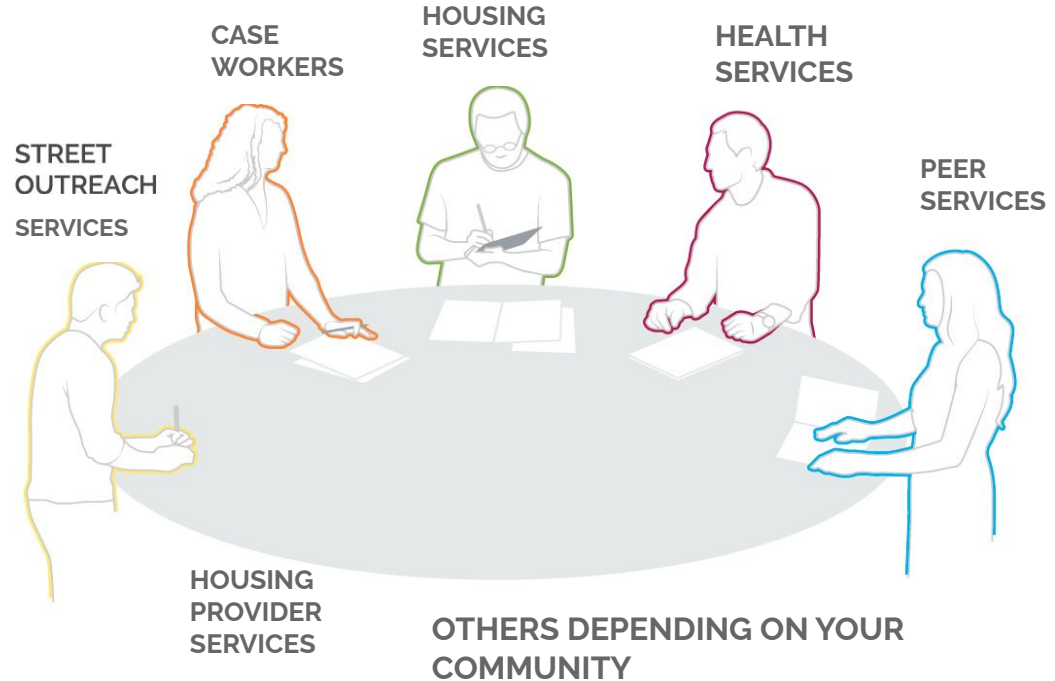 HOUSING
SERVICES
CASE
WORKERS
HEALTH
SERVICES
STREET
OUTREACH
SERVICES
PEER
SERVICES
HOUSING
PROVIDER
SERVICES
OTHERS DEPENDING ON YOUR
COMMUNITY